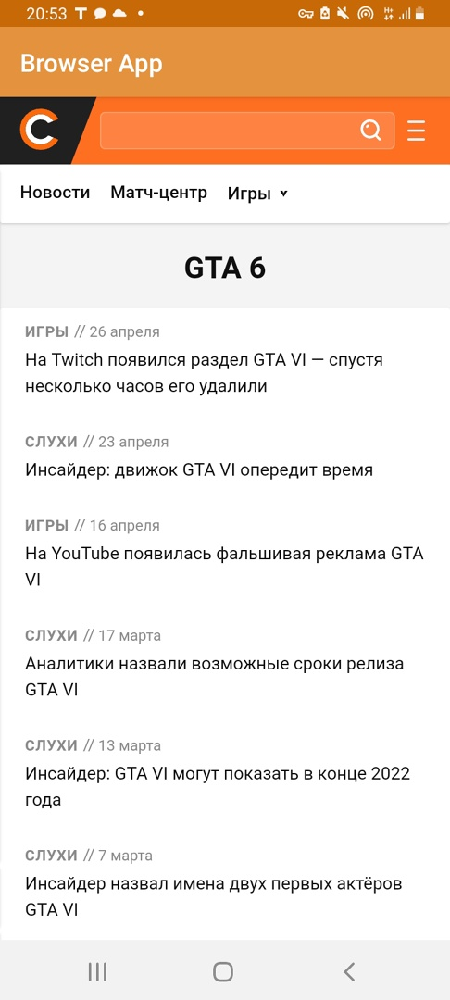 20:53
Browser App
Новости Матч-центр Игры
GTA 6
ИГРЫ // 26 апреля
На Twitch появился раздел GTA VI — спустя
несколько часов его удалили
СЛУХИ // 23 апреля
Инсайдер: движок GTA VI опередит время
ИГРЫ // 16 апреля
На YouTube появилась фальшивая реклама GTA
VI
СЛУХИ // 17 марта
Аналитики назвали возможные сроки релиза
GTA VI
СЛУХИ // 13 марта
Инсайдер: GTA VI могут показать в конце 2022
года
СЛУХИ // 7 марта
Инсайдер назвал имена двух первых актёров
GTA VI